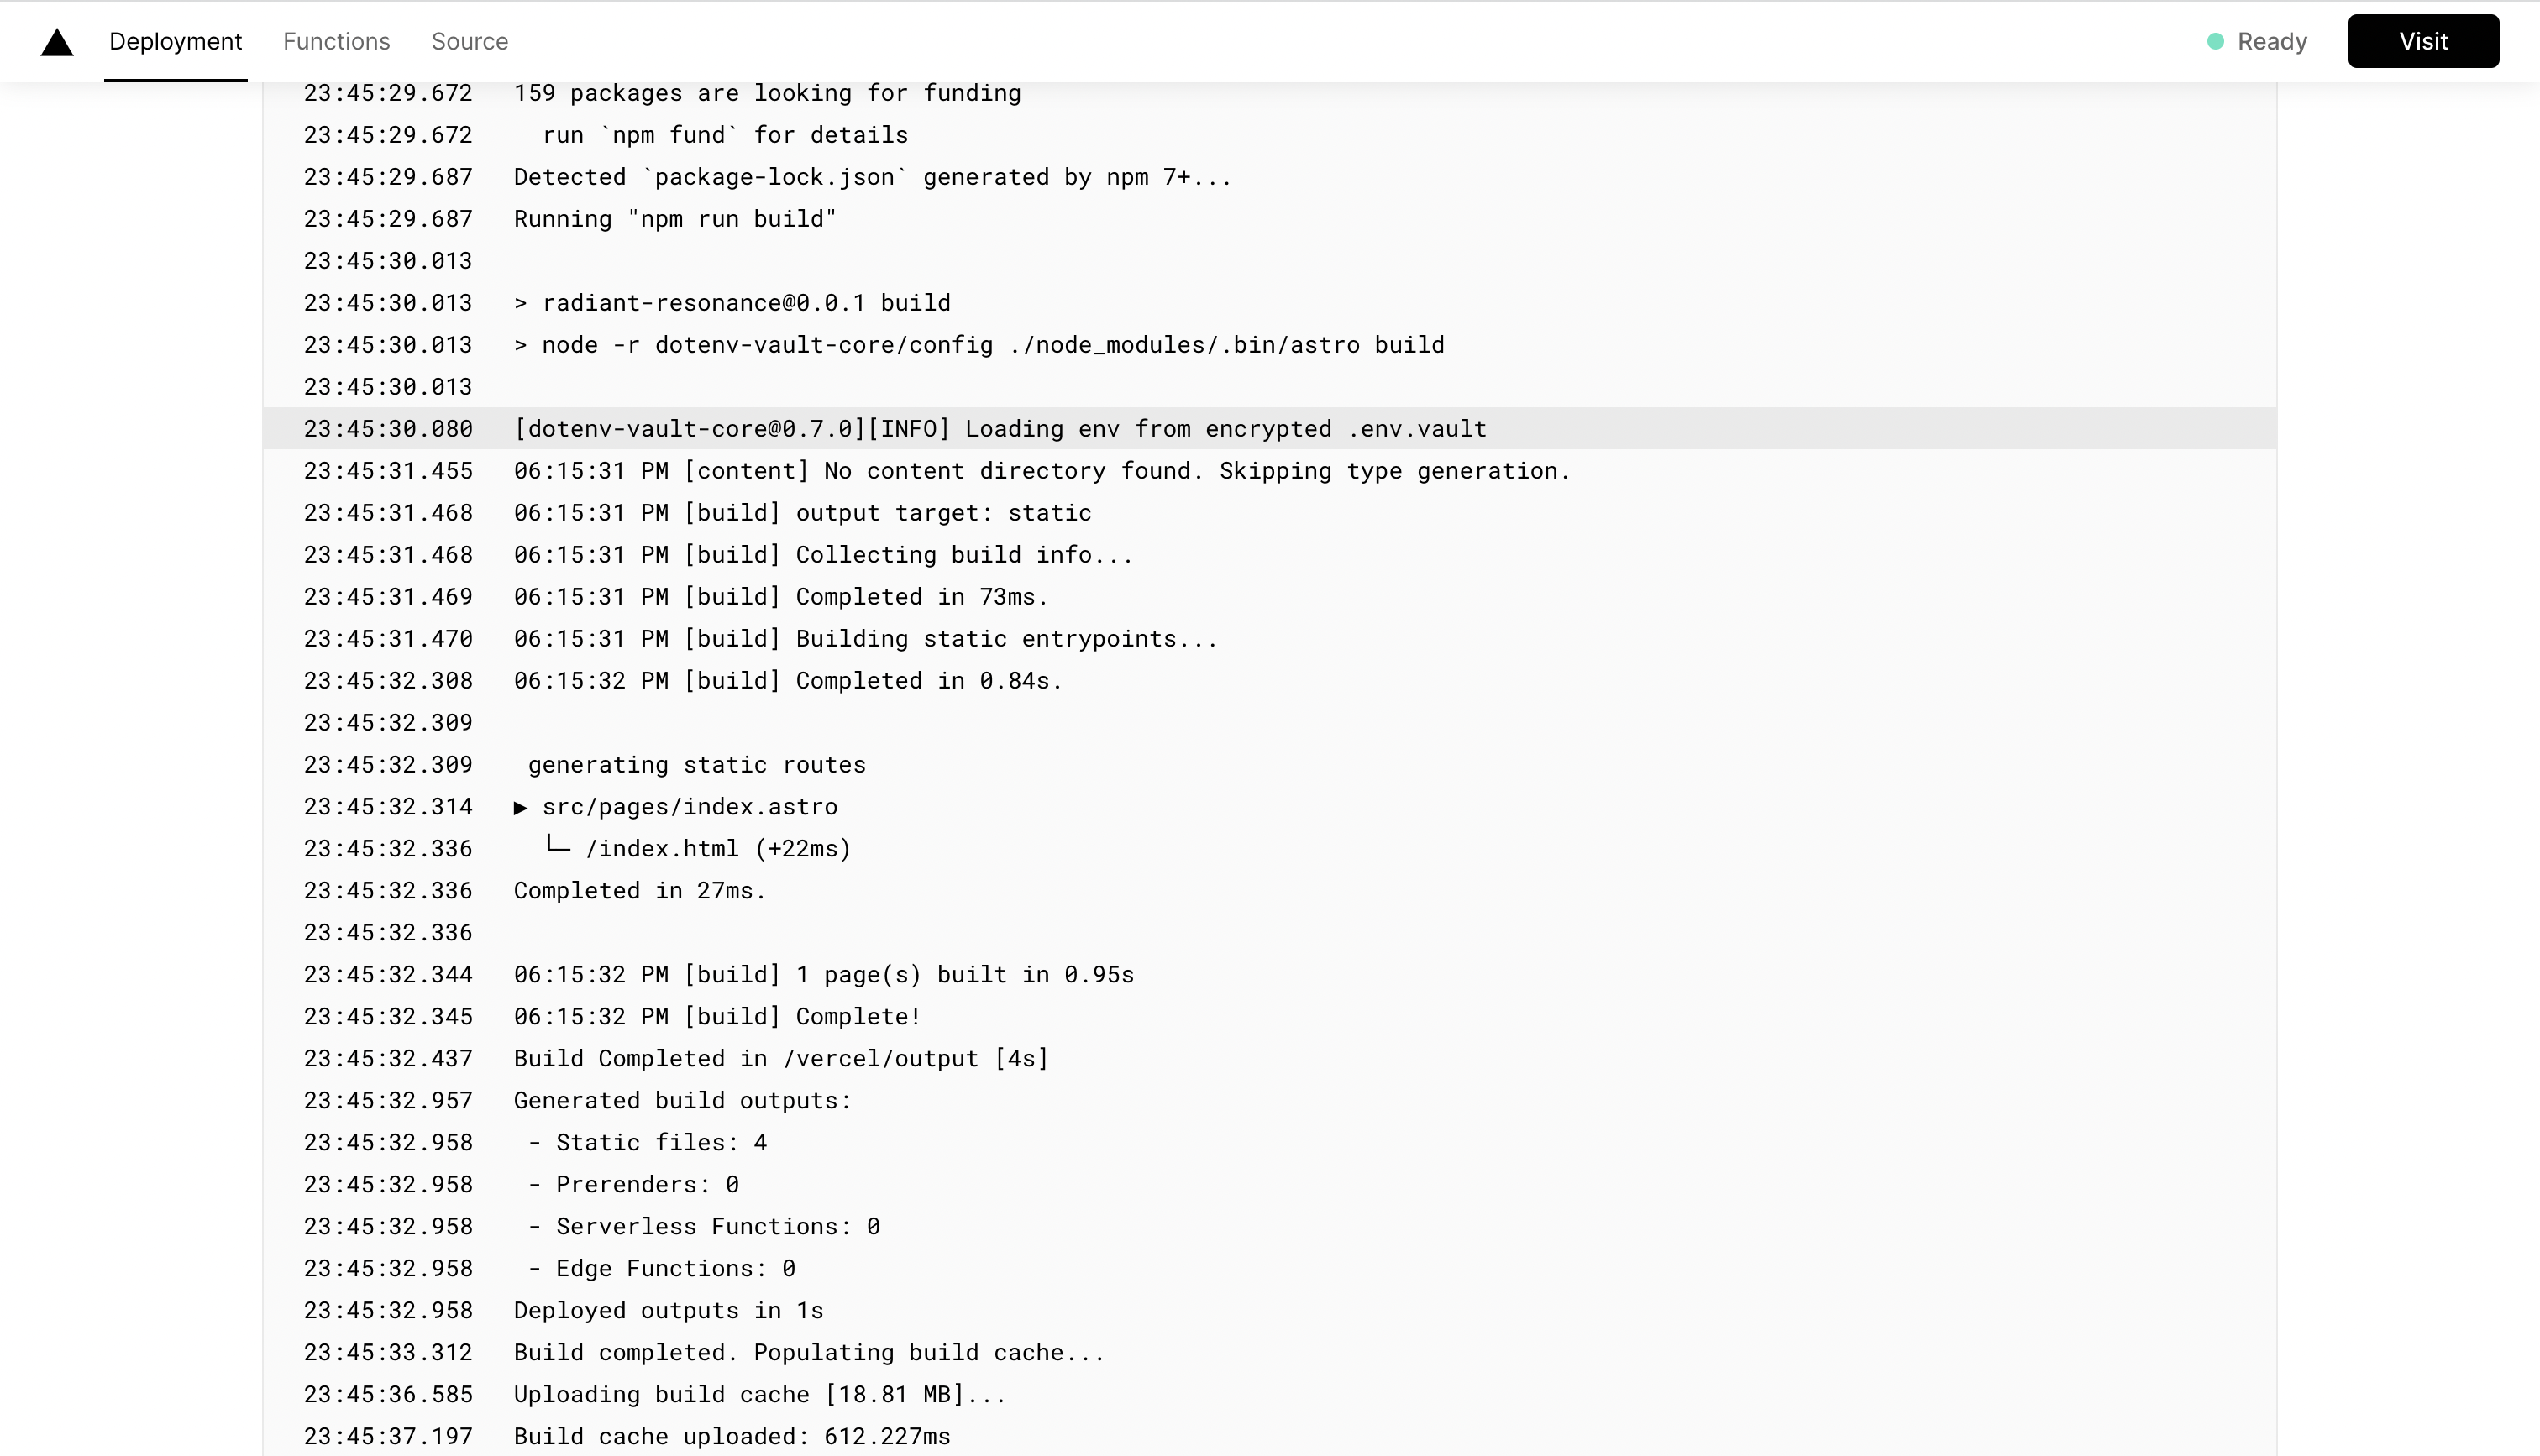 Deployment Functions Source Ready Visit
23:45:29.672 159 packages are looking for funding
23:45:29.672 run `npm fund` for details
23:45:29.687 Detected `package-lock.json` generated by npm 7+...
23:45:29.687 Running "npm run build"
23:45:30.013
23:45:30.013 > radiant-resonance@0.0.1 build
23:45:30.013 > node -r dotenv-vault-core/config ./node_modules/.bin/astro build
23:45:30.013
23:45:30.080 [dotenv-vault-core@0.7.0][INFO] Loading env from encrypted .env.vault
23:45:31.455 06:15:31 PM [content] No content directory found. Skipping type generation.
23:45:31.468 06:15:31 PM [build] output target: static
23:45:31.468 06:15:31 PM [build] Collecting build info...
23:45:31.469 06:15:31 PM [build] Completed in 73ms.
23:45:31.470 06:15:31 PM [build] Building static entrypoints...
23:45:32.308 06:15:32 PM [build] Completed in 0.84s.
23:45:32.309
23:45:32.309 generating static routes
23:45:32.314 ▶ src/pages/index.astro
23:45:32.336 └─ /index.html (+22ms)
23:45:32.336 Completed in 27ms.
23:45:32.336
23:45:32.344 06:15:32 PM [build] 1 page(s) built in 0.95s
23:45:32.345 06:15:32 PM [build] Complete!
23:45:32.437 Build Completed in /vercel/output [4s]
23:45:32.957 Generated build outputs:
23:45:32.958 - Static files: 4
23:45:32.958 - Prerenders: 0
23:45:32.958 - Serverless Functions: 0
23:45:32.958 - Edge Functions: 0
23:45:32.958 Deployed outputs in 1s
23:45:33.312 Build completed. Populating build cache...
23:45:36.585 Uploading build cache [18.81 MB]...
23:45:37.197 Build cache uploaded: 612.227ms